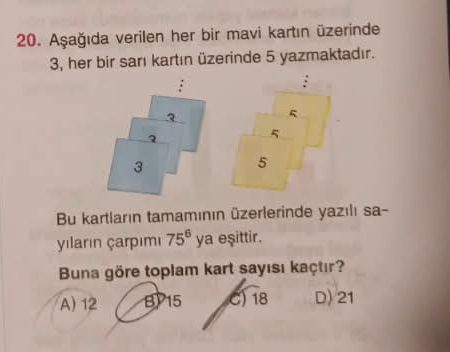 20. Aşağıda verilen her bir mavi kartın üzerinde
3, her bir sarı kartın üzerinde 5 yazmaktadır.
3
5
3
5
3
5
Bu kartların tamamının üzerlerinde yazılı sa-
yıların çarpımı 75⁶ ya eşittir.
Buna göre toplam kart sayısı kaçtır?
A) 12 B) 15 C) 18 D) 21